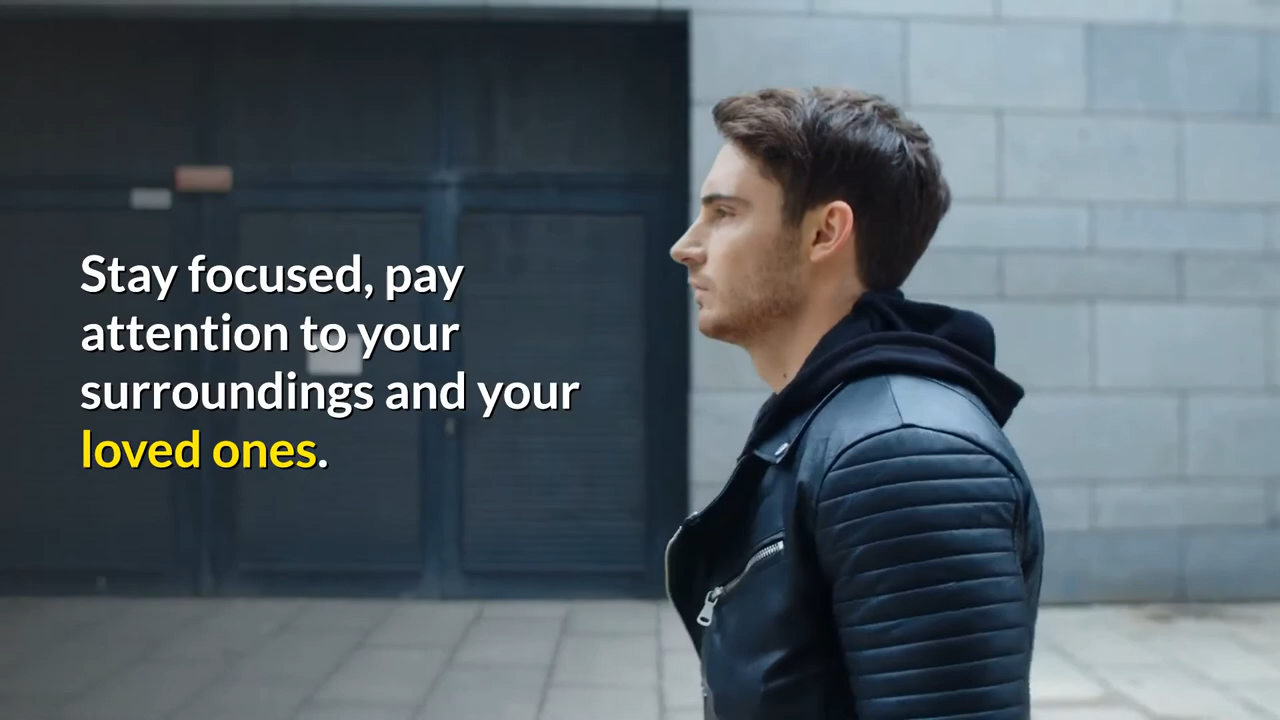 Stay focused, pay
attention to your
surroundings and your
loved ones.